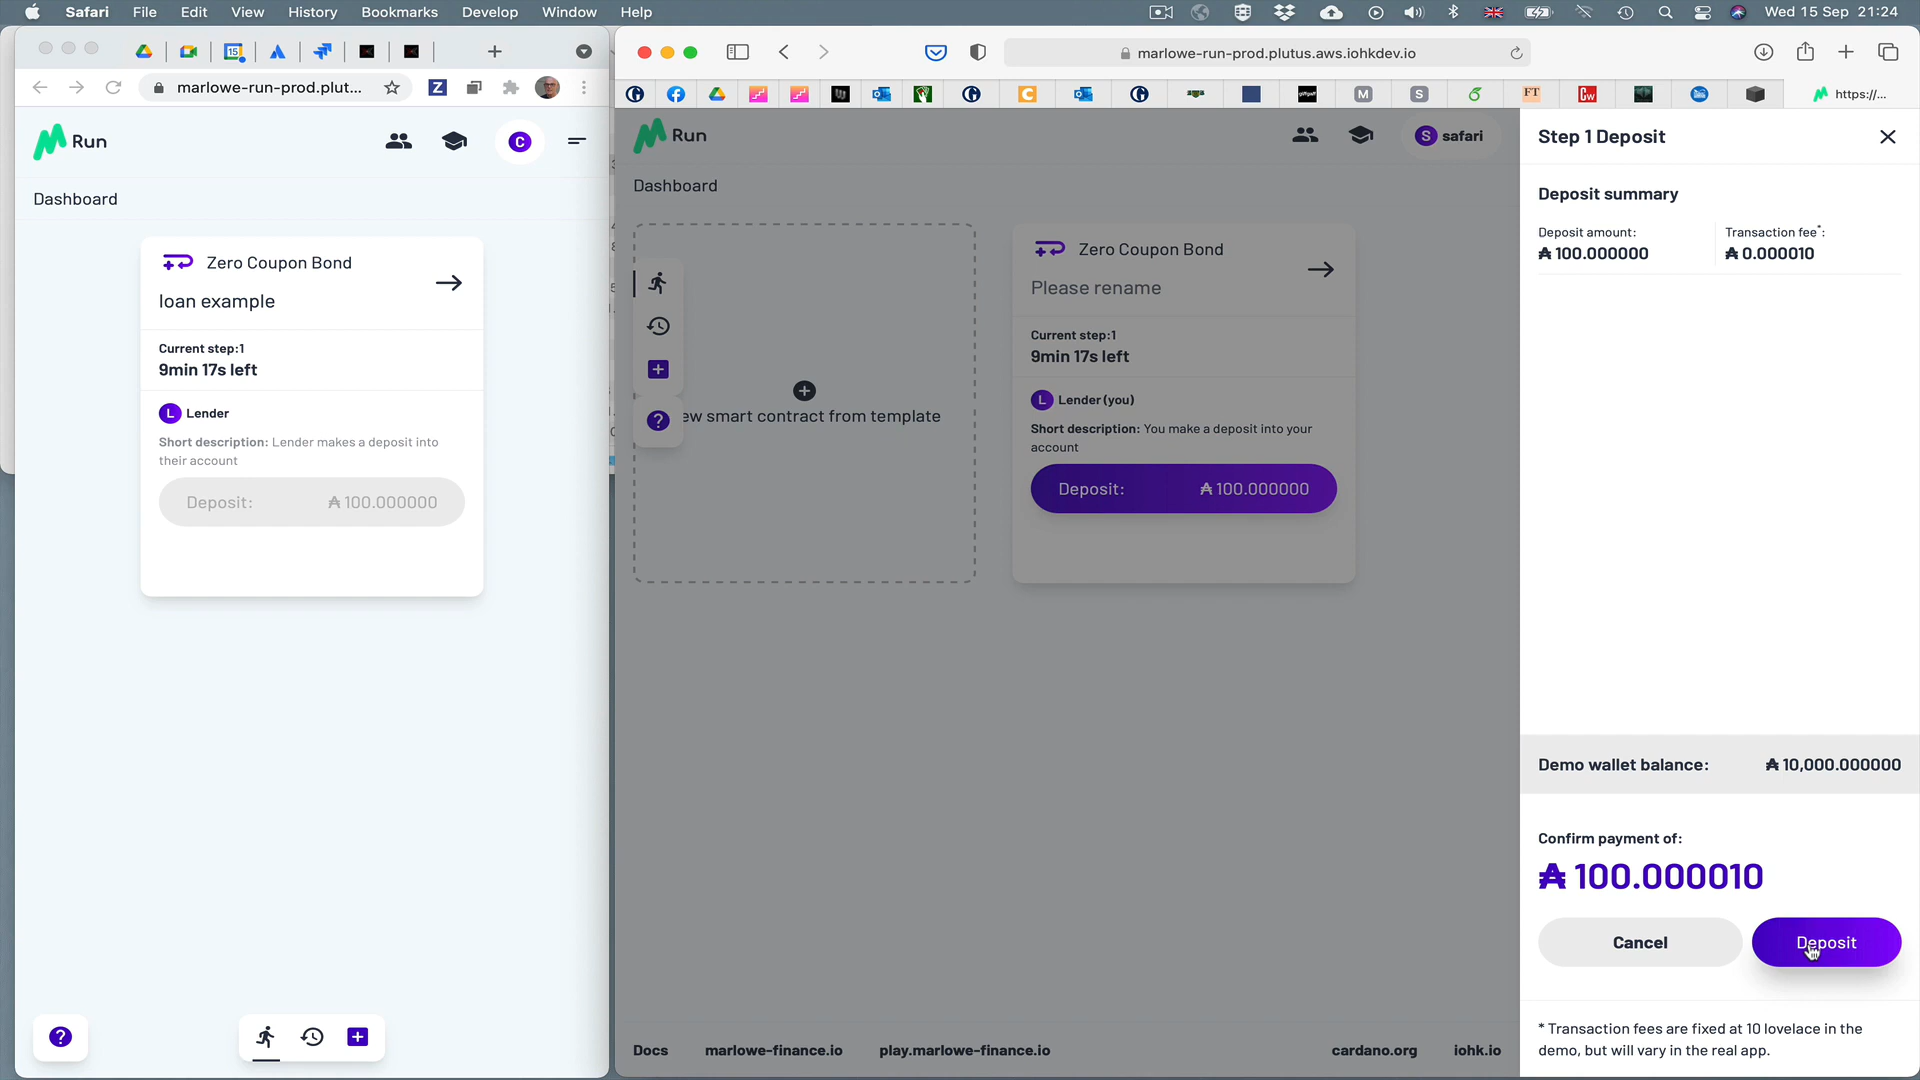 Safari File Edit View History Bookmarks Develop Window Help Wed 15 Sep 21:24
marlowe-run-prod.plut...
Run
C
Dashboard
Zero Coupon Bond
loan example
Current step:1
9min 17s left
L Lender
Short description: Lender makes a deposit into
their account
Deposit: ₳ 100.000000
marlowe-run-prod.plutus.aws.iohkdev.io
https://...
Run
S safari
Dashboard
ew smart contract from template
Zero Coupon Bond
Please rename
Current step:1
9min 17s left
L Lender (you)
Short description: You make a deposit into your
account
Deposit: ₳ 100.000000
Docs marlowe-finance.io play.marlowe-finance.io cardano.org iohk.io
Step 1 Deposit
Deposit summary
Deposit amount: Transaction fee*:
₳ 100.000000 ₳ 0.000010
Demo wallet balance: ₳ 10,000.000000
Confirm payment of:
₳ 100.000010
Cancel Deposit
* Transaction fees are fixed at 10 lovelace in the
demo, but will vary in the real app.